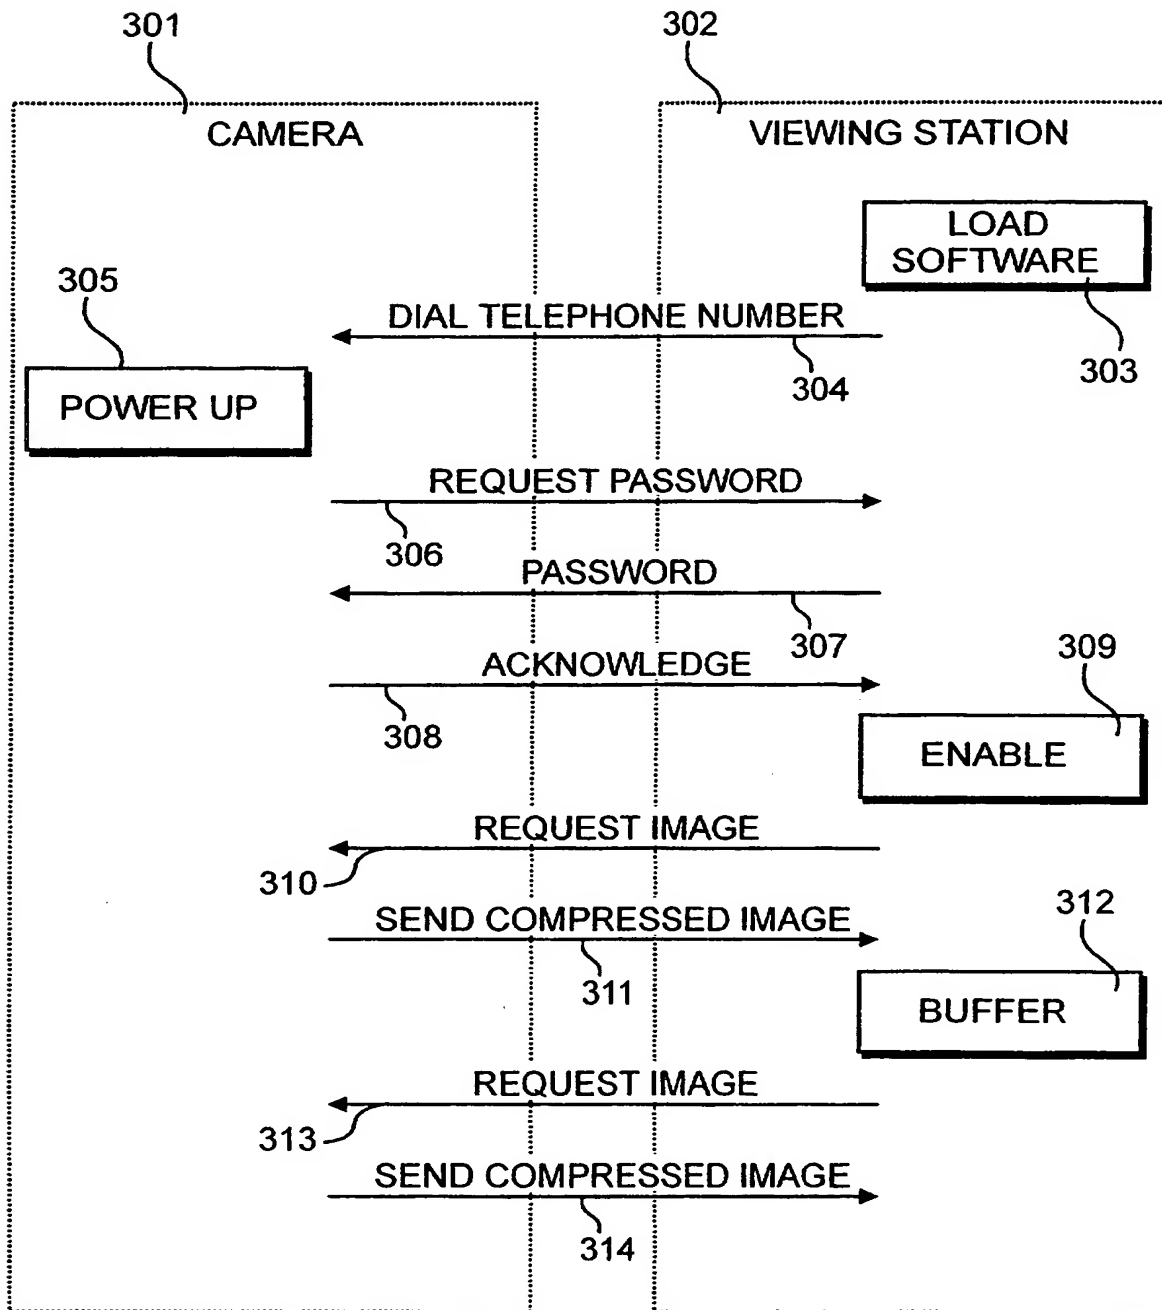 301
302
CAMERA
VIEWING STATION
LOAD
SOFTWARE
303
305
DIAL TELEPHONE NUMBER
304
POWER UP
REQUEST PASSWORD
306
PASSWORD
307
ACKNOWLEDGE
308
309
ENABLE
REQUEST IMAGE
310
SEND COMPRESSED IMAGE
311
312
BUFFER
REQUEST IMAGE
313
SEND COMPRESSED IMAGE
314